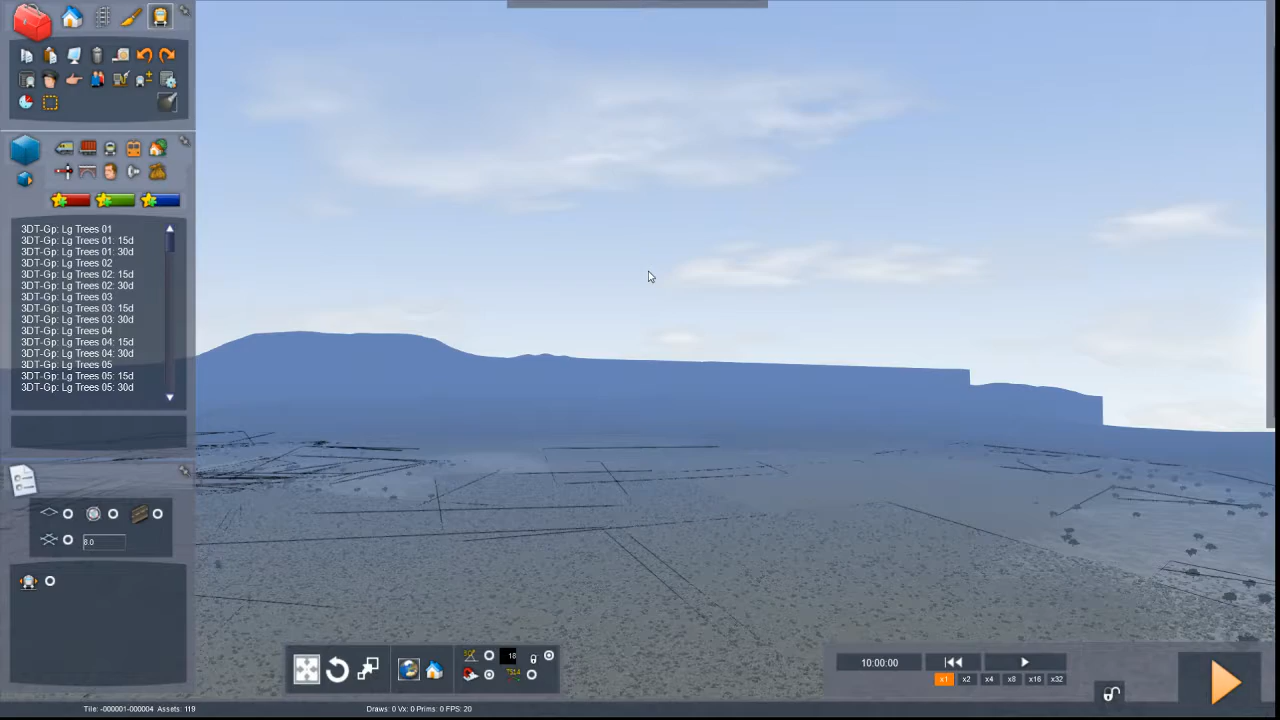 3DT-Gp: Lg Trees 01
3DT-Gp: Lg Trees 01: 15d
3DT-Gp: Lg Trees 01: 30d
3DT-Gp: Lg Trees 02
3DT-Gp: Lg Trees 02: 15d
3DT-Gp: Lg Trees 02: 30d
3DT-Gp: Lg Trees 03
3DT-Gp: Lg Trees 03: 15d
3DT-Gp: Lg Trees 03: 30d
3DT-Gp: Lg Trees 04
3DT-Gp: Lg Trees 04: 15d
3DT-Gp: Lg Trees 04: 30d
3DT-Gp: Lg Trees 05
3DT-Gp: Lg Trees 05: 15d
3DT-Gp: Lg Trees 05: 30d
8.0
18
10:00:00
x1 x2 x4 x8 x16 x32
Tile: -000001-000004 Assets: 119
Draws: 0 Vx: 0 Prims: 0 FPS: 20